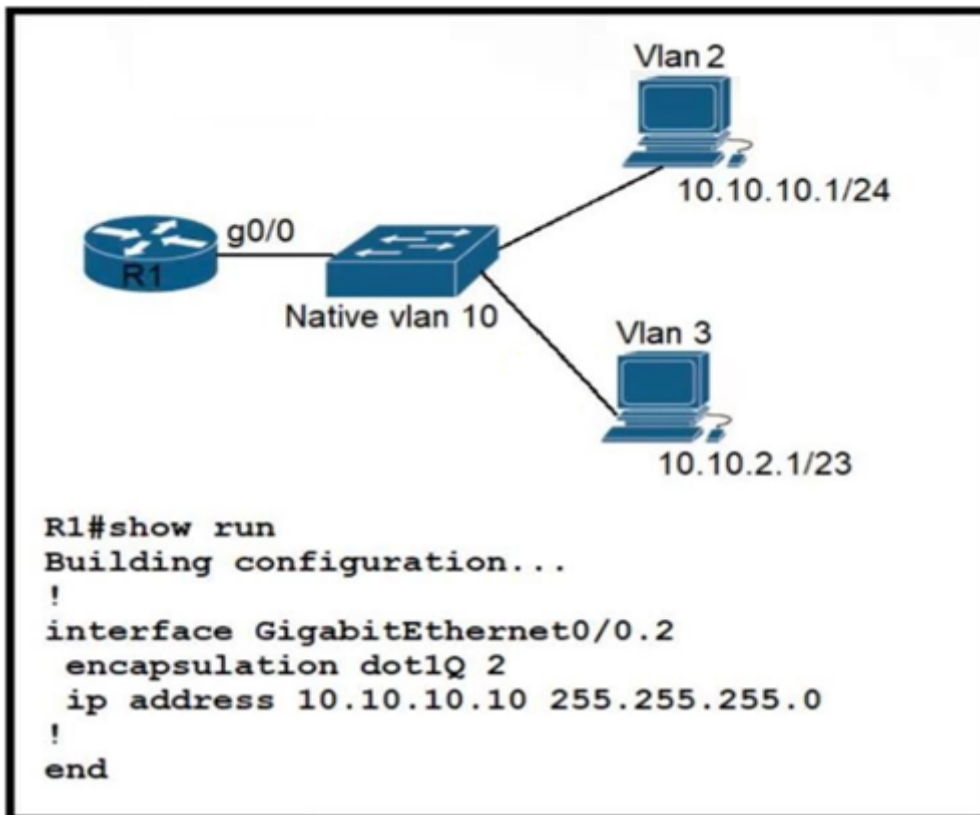 Vlan 2
10.10.10.1/24
g0/0
R1
Native vlan 10
Vlan 3
10.10.2.1/23
R1#show run
Building configuration...
!
interface GigabitEthernet0/0.2
 encapsulation dot1Q 2
 ip address 10.10.10.10 255.255.255.0
!
end